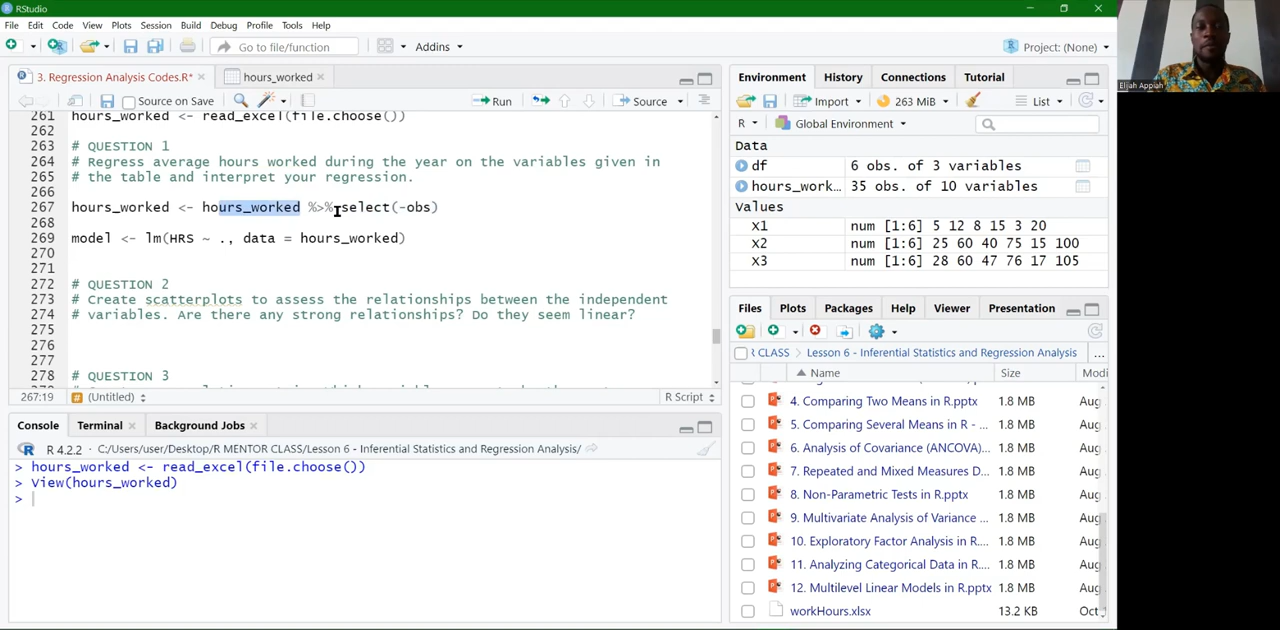 RStudio
File Edit Code View Plots Session Build Debug Profile Tools Help
Go to file/function Addins Project: (None)
3. Regression Analysis Codes.R* hours_worked
Source on Save Run Source
261 hours_worked <- read_excel(file.choose())
262
263 # QUESTION 1
264 # Regress average hours worked during the year on the variables given in
265 # the table and interpret your regression.
266
267 hours_worked <- hours_worked %>% select(-obs)
268
269 model <- lm(HRS ~ ., data = hours_worked)
270
271
272 # QUESTION 2
273 # Create scatterplots to assess the relationships between the independent
274 # variables. Are there any strong relationships? Do they seem linear?
275
276
277
278 # QUESTION 3
267:19 (Untitled) R Script
Console Terminal Background Jobs
R 4.2.2 · C:/Users/user/Desktop/R MENTOR CLASS/Lesson 6 - Inferential Statistics and Regression Analysis/
> hours_worked <- read_excel(file.choose())
> View(hours_worked)
>
Environment History Connections Tutorial
Import 263 MiB List
R Global Environment
Data
df 6 obs. of 3 variables
hours_work… 35 obs. of 10 variables
Values
x1 num [1:6] 5 12 8 15 3 20
x2 num [1:6] 25 60 40 75 15 100
x3 num [1:6] 28 60 47 76 17 105
Files Plots Packages Help Viewer Presentation
R CLASS Lesson 6 - Inferential Statistics and Regression Analysis ...
Name Size Modi
4. Comparing Two Means in R.pptx 1.8 MB Aug
5. Comparing Several Means in R - ... 1.8 MB Aug
6. Analysis of Covariance (ANCOVA)... 1.8 MB Aug
7. Repeated and Mixed Measures D... 1.8 MB Aug
8. Non-Parametric Tests in R.pptx 1.8 MB Aug
9. Multivariate Analysis of Variance ... 1.8 MB Aug
10. Exploratory Factor Analysis in R.... 1.8 MB Aug
11. Analyzing Categorical Data in R.... 1.8 MB Aug
12. Multilevel Linear Models in R.pptx 1.8 MB Aug
workHours.xlsx 13.2 KB Oct
Elijah Appiah